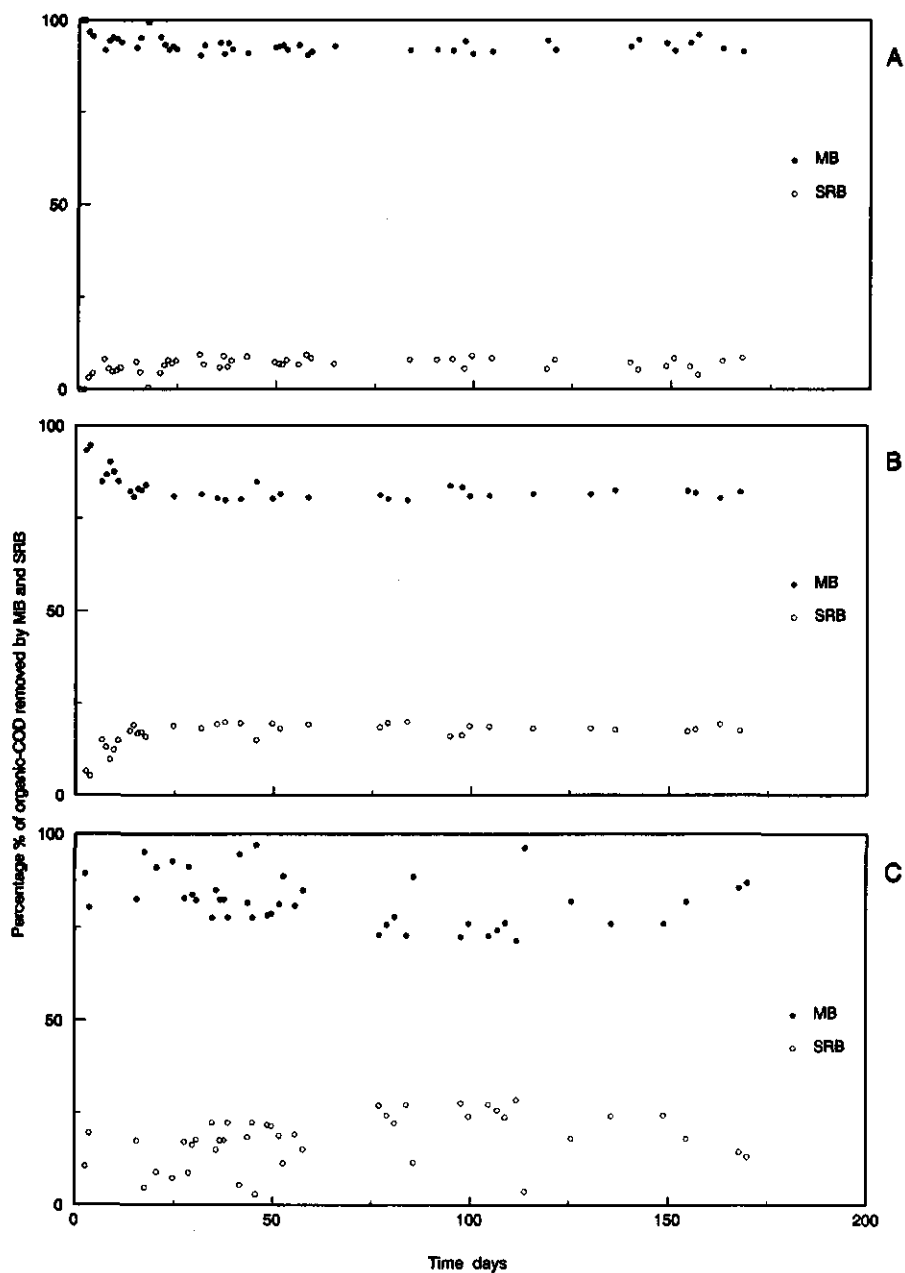 100
A
MB
SRB
50
0
100
B
MB
SRB
50
0
100
C
MB
SRB
50
0
0 50 100 150 200
Percentage % of organic-COD removed by MB and SRB
Time days